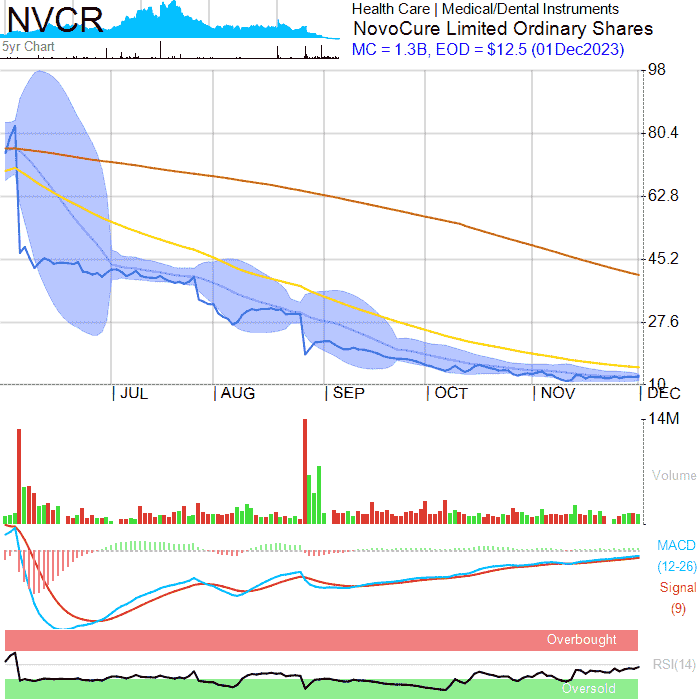 NVCR
5yr Chart
Health Care | Medical/Dental Instruments
NovoCure Limited Ordinary Shares
MC = 1.3B, EOD = $12.5 (01Dec2023)
98
80.4
62.8
45.2
27.6
10
JUL AUG SEP OCT NOV DEC
14M
Volume
MACD
(12-26)
Signal
(9)
Overbought
RSI(14)
Oversold